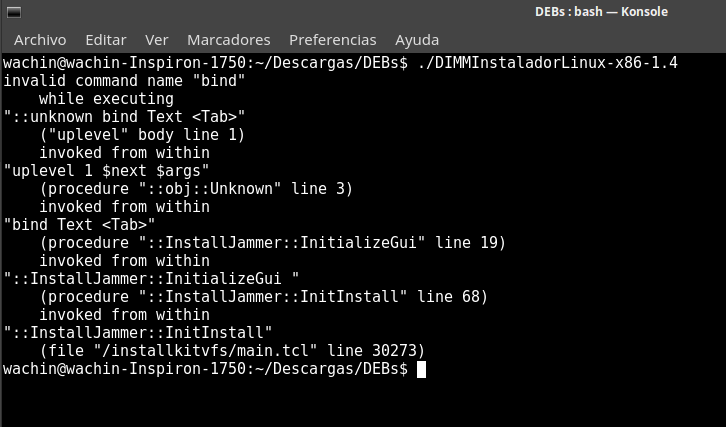 DEBs : bash — Konsole
Archivo Editar Ver Marcadores Preferencias Ayuda
wachin@wachin-Inspiron-1750:~/Descargas/DEBs$ ./DIMMInstaladorLinux-x86-1.4
invalid command name "bind"
    while executing
"::unknown bind Text <Tab>"
    ("uplevel" body line 1)
    invoked from within
"uplevel 1 $next $args"
    (procedure "::obj::Unknown" line 3)
    invoked from within
"bind Text <Tab>"
    (procedure "::InstallJammer::InitializeGui" line 19)
    invoked from within
"::InstallJammer::InitializeGui "
    (procedure "::InstallJammer::InitInstall" line 68)
    invoked from within
"::InstallJammer::InitInstall"
    (file "/installkitvfs/main.tcl" line 30273)
wachin@wachin-Inspiron-1750:~/Descargas/DEBs$